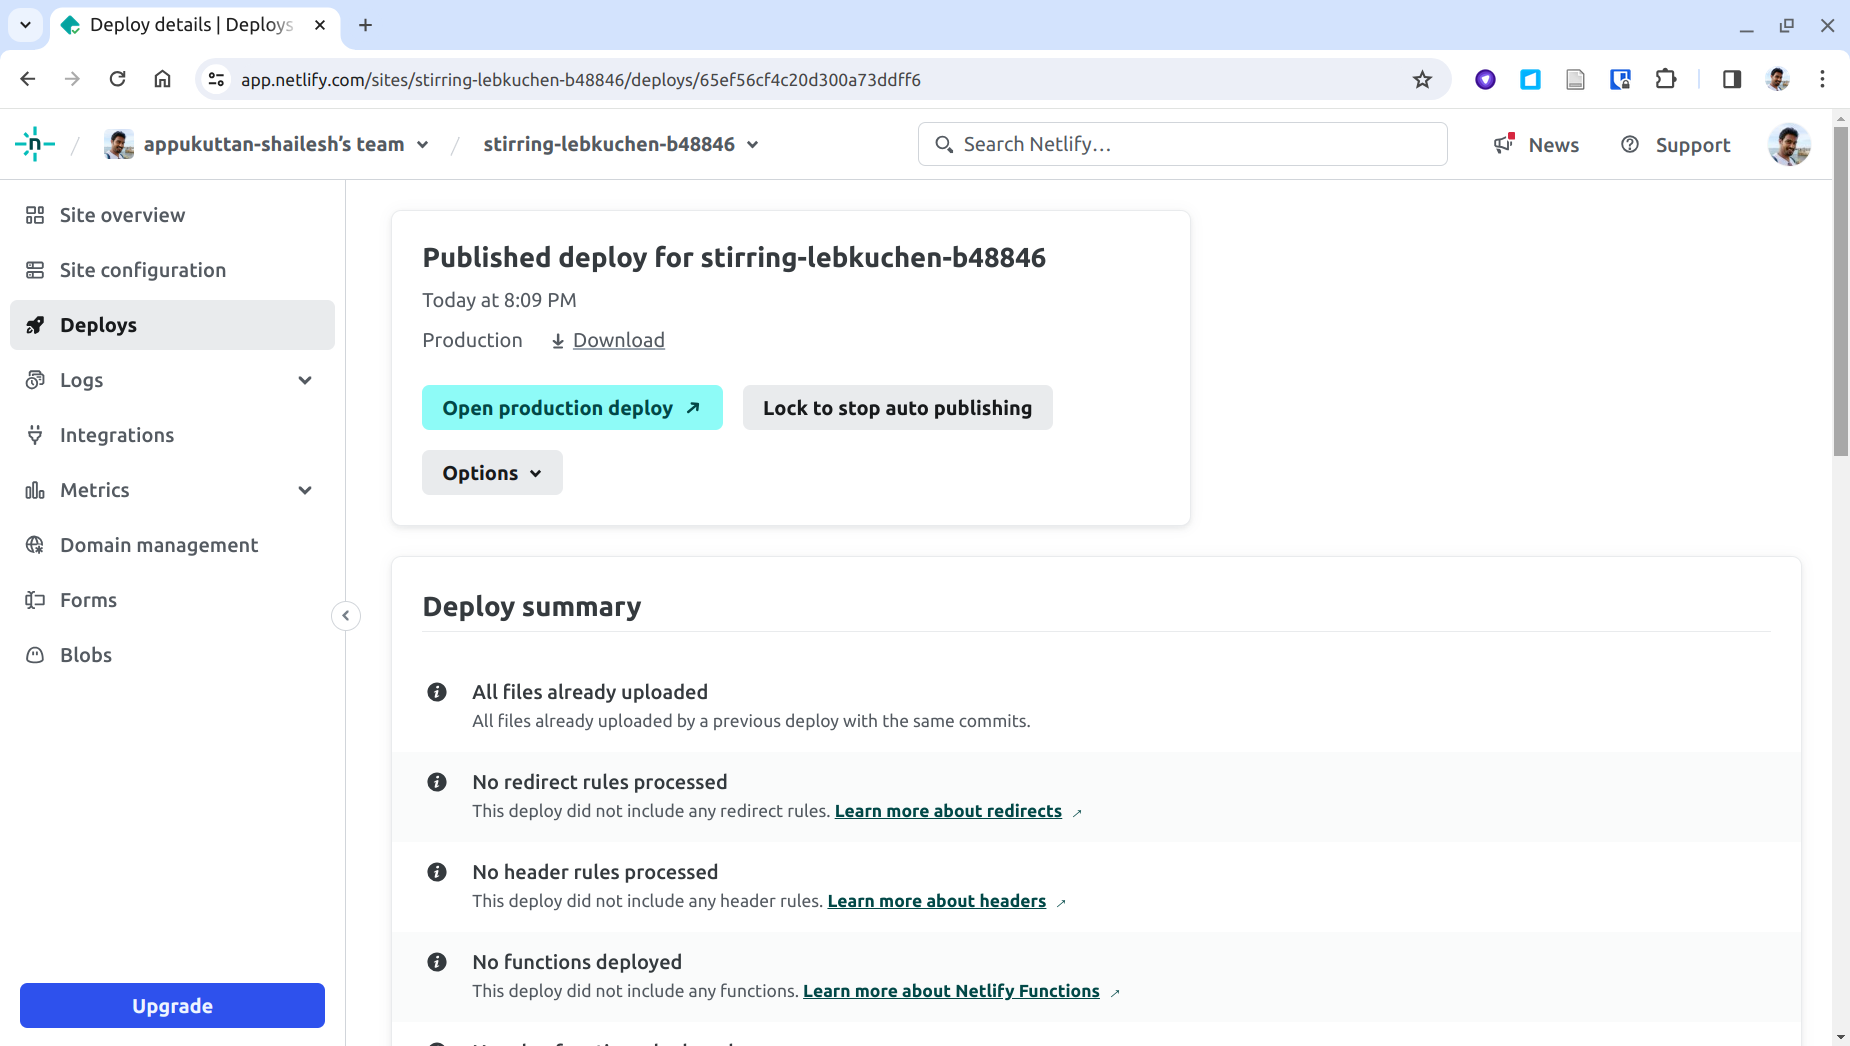 Deploy details | Deploys
app.netlify.com/sites/stirring-lebkuchen-b48846/deploys/65ef56cf4c20d300a73ddff6
n / appukuttan-shailesh’s team / stirring-lebkuchen-b48846
Search Netlify…
News
Support
Site overview
Site configuration
Deploys
Logs
Integrations
Metrics
Domain management
Forms
Blobs
Upgrade
Published deploy for stirring-lebkuchen-b48846
Today at 8:09 PM
Production Download
Open production deploy Lock to stop auto publishing
Options
Deploy summary
All files already uploaded
All files already uploaded by a previous deploy with the same commits.
No redirect rules processed
This deploy did not include any redirect rules. Learn more about redirects
No header rules processed
This deploy did not include any header rules. Learn more about headers
No functions deployed
This deploy did not include any functions. Learn more about Netlify Functions